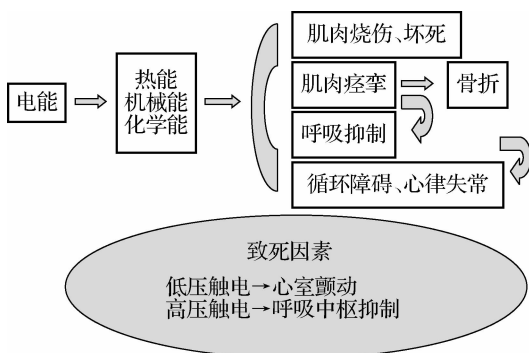 电能
热能
机械能
化学能
肌肉烧伤、坏死
肌肉痉挛
骨折
呼吸抑制
循环障碍、心律失常
致死因素
低压触电→心室颤动
高压触电→呼吸中枢抑制